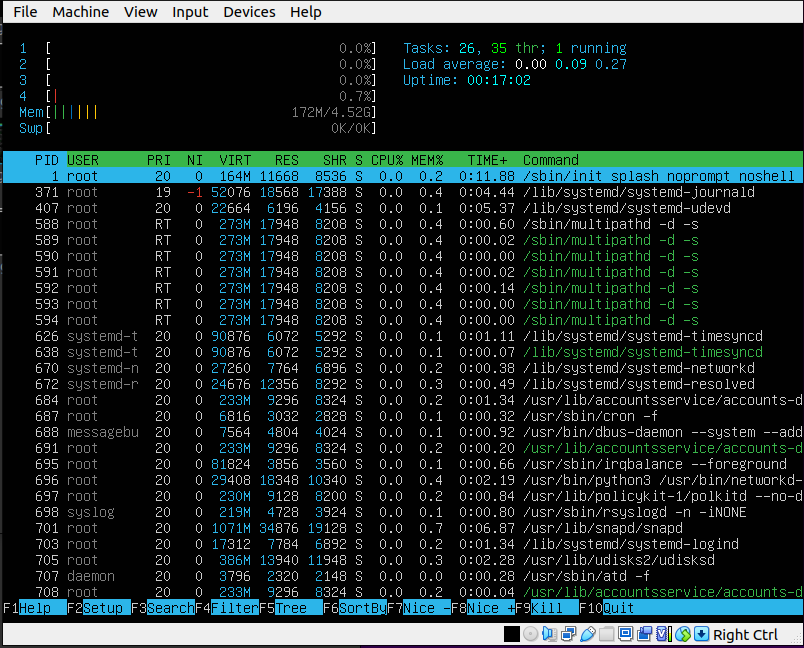 File Machine View Input Devices Help
1 [ 0.0%] Tasks: 26, 35 thr; 1 running
2 [ 0.0%] Load average: 0.00 0.09 0.27
3 [ 0.0%] Uptime: 00:17:02
4 [| 0.7%]
Mem[|||||| 172M/4.52G]
Swp[ 0K/0K]
PID USER PRI NI VIRT RES SHR S CPU% MEM% TIME+ Command
1 root 20 0 164M 11668 8536 S 0.0 0.2 0:11.88 /sbin/init splash noprompt noshell
371 root 19 -1 52076 18568 17388 S 0.0 0.4 0:04.44 /lib/systemd/systemd-journald
407 root 20 0 22664 6196 4156 S 0.0 0.1 0:05.37 /lib/systemd/systemd-udevd
588 root RT 0 273M 17948 8208 S 0.0 0.4 0:00.60 /sbin/multipathd -d -s
589 root RT 0 273M 17948 8208 S 0.0 0.4 0:00.02 /sbin/multipathd -d -s
590 root RT 0 273M 17948 8208 S 0.0 0.4 0:00.00 /sbin/multipathd -d -s
591 root RT 0 273M 17948 8208 S 0.0 0.4 0:00.02 /sbin/multipathd -d -s
592 root RT 0 273M 17948 8208 S 0.0 0.4 0:00.14 /sbin/multipathd -d -s
593 root RT 0 273M 17948 8208 S 0.0 0.4 0:00.00 /sbin/multipathd -d -s
594 root RT 0 273M 17948 8208 S 0.0 0.4 0:00.00 /sbin/multipathd -d -s
626 systemd-t 20 0 90876 6072 5292 S 0.0 0.1 0:01.11 /lib/systemd/systemd-timesyncd
638 systemd-t 20 0 90876 6072 5292 S 0.0 0.1 0:00.07 /lib/systemd/systemd-timesyncd
670 systemd-n 20 0 27260 7764 6896 S 0.0 0.2 0:00.38 /lib/systemd/systemd-networkd
672 systemd-r 20 0 24676 12356 8292 S 0.0 0.3 0:00.49 /lib/systemd/systemd-resolved
684 root 20 0 233M 9296 8324 S 0.0 0.2 0:01.34 /usr/lib/accountsservice/accounts-d
687 root 20 0 6816 3032 2828 S 0.0 0.1 0:00.32 /usr/sbin/cron -f
688 messagebu 20 0 7564 4804 4024 S 0.0 0.1 0:00.92 /usr/bin/dbus-daemon --system --add
691 root 20 0 233M 9296 8324 S 0.0 0.2 0:00.20 /usr/lib/accountsservice/accounts-d
695 root 20 0 81824 3856 3560 S 0.0 0.1 0:00.66 /usr/sbin/irqbalance --foreground
696 root 20 0 29408 18348 10340 S 0.0 0.4 0:02.19 /usr/bin/python3 /usr/bin/networkd-
697 root 20 0 230M 9128 8200 S 0.0 0.2 0:00.84 /usr/lib/policykit-1/polkitd --no-d
698 syslog 20 0 219M 4728 3924 S 0.0 0.1 0:00.80 /usr/sbin/rsyslogd -n -iNONE
701 root 20 0 1071M 34876 19128 S 0.0 0.7 0:06.87 /usr/lib/snapd/snapd
703 root 20 0 17312 7784 6892 S 0.0 0.2 0:01.34 /lib/systemd/systemd-logind
705 root 20 0 386M 13940 11948 S 0.0 0.3 0:02.28 /usr/lib/udisks2/udisksd
707 daemon 20 0 3796 2320 2148 S 0.0 0.0 0:00.28 /usr/sbin/atd -f
708 root 20 0 233M 9296 8324 S 0.0 0.2 0:00.04 /usr/lib/accountsservice/accounts-d
F1Help F2Setup F3SearchF4FilterF5Tree F6SortByF7Nice -F8Nice +F9Kill F10Quit
Right Ctrl